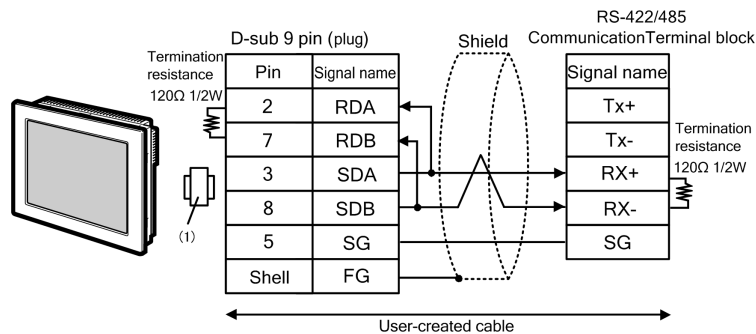 RS-422/485
D-sub 9 pin (plug)
Shield
CommunicationTerminal block
Termination
resistance
120Ω 1/2W
Pin
Signal name
Signal name
2
RDA
Tx+
7
RDB
Tx-
Termination
resistance
120Ω 1/2W
3
SDA
RX+
8
SDB
RX-
(1)
5
SG
SG
Shell
FG
User-created cable